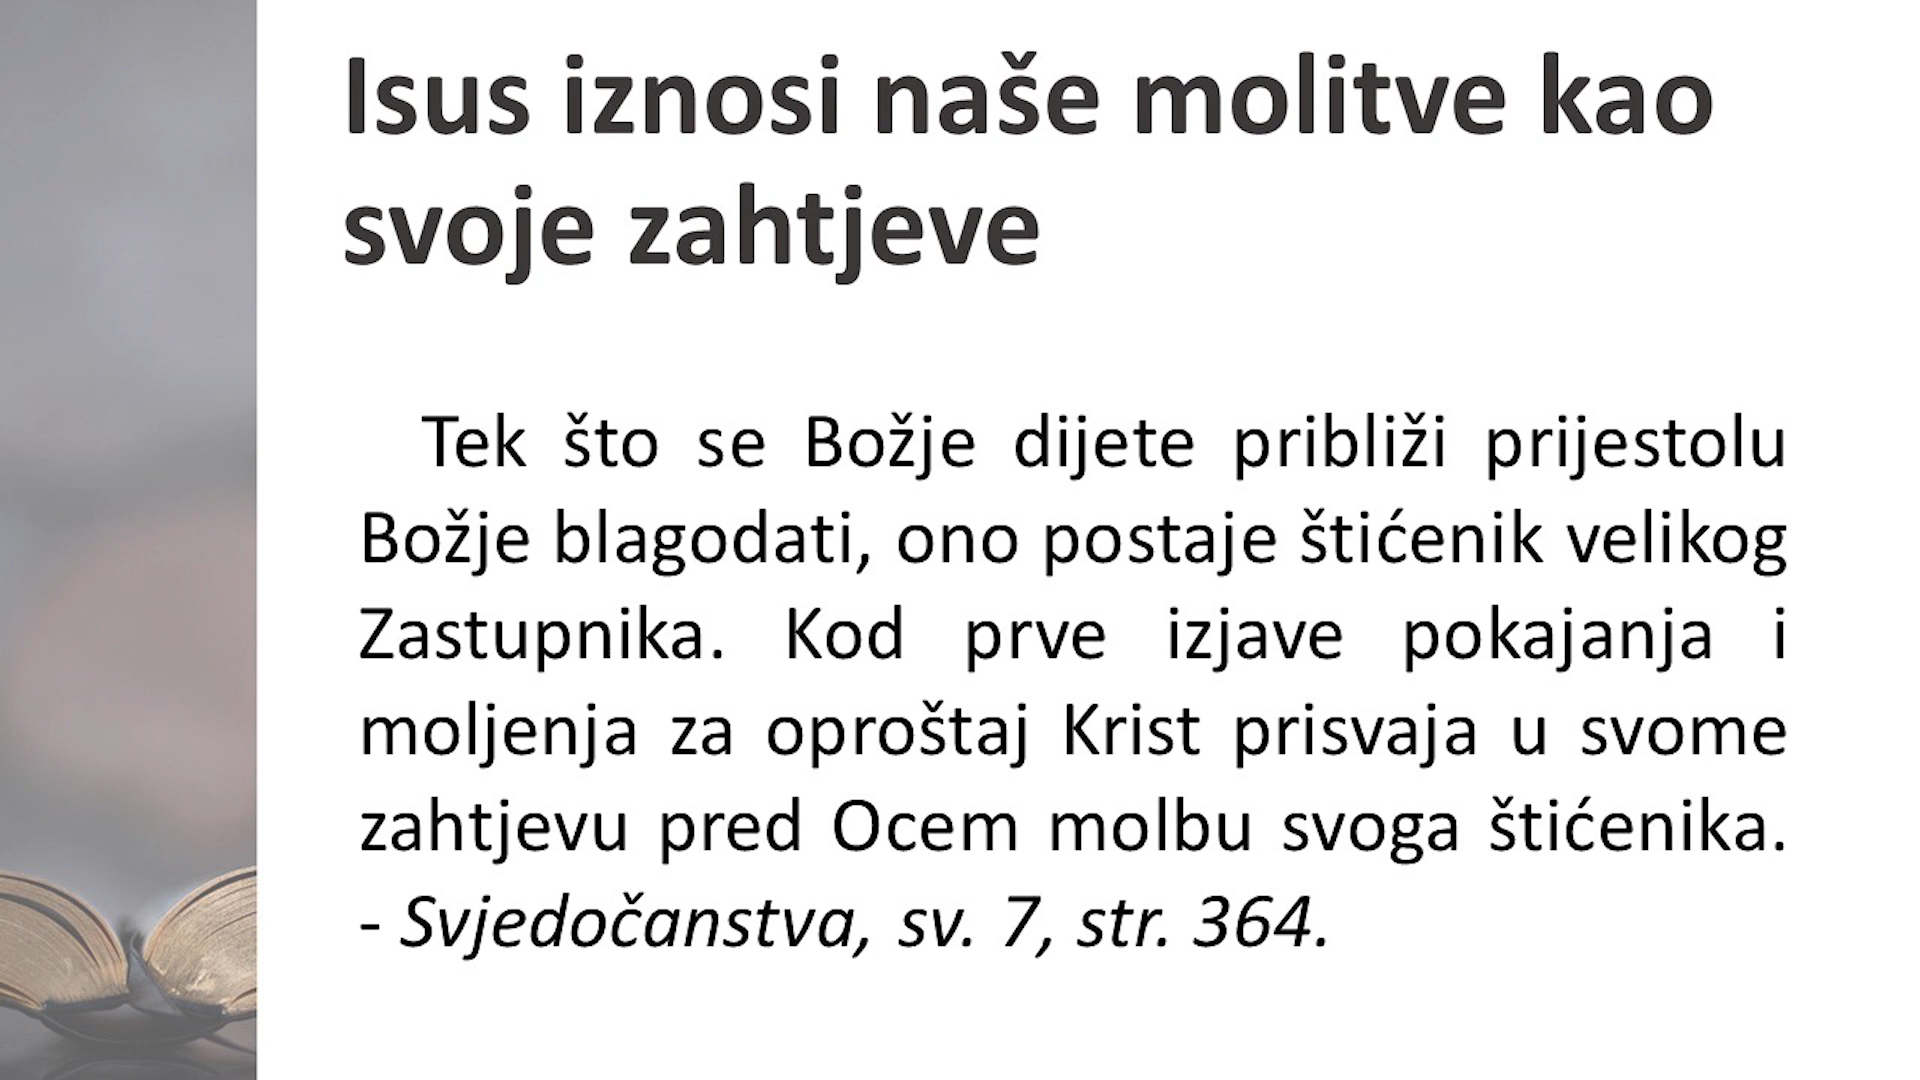 Isus iznosi naše molitve kao
svoje zahtjeve
Tek što se Božje dijete približi prijestolu
Božje blagodati, ono postaje štićenik velikog
Zastupnika. Kod prve izjave pokajanja i
moljenja za oproštaj Krist prisvaja u svome
zahtjevu pred Ocem molbu svoga štićenika.
- Svjedočanstva, sv. 7, str. 364.